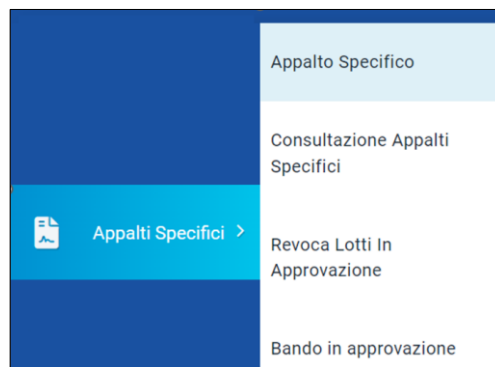 Appalti Specifici
Appalto Specifico
Consultazione Appalti
Specifici
Revoca Lotti In
Approvazione
Bando in approvazione